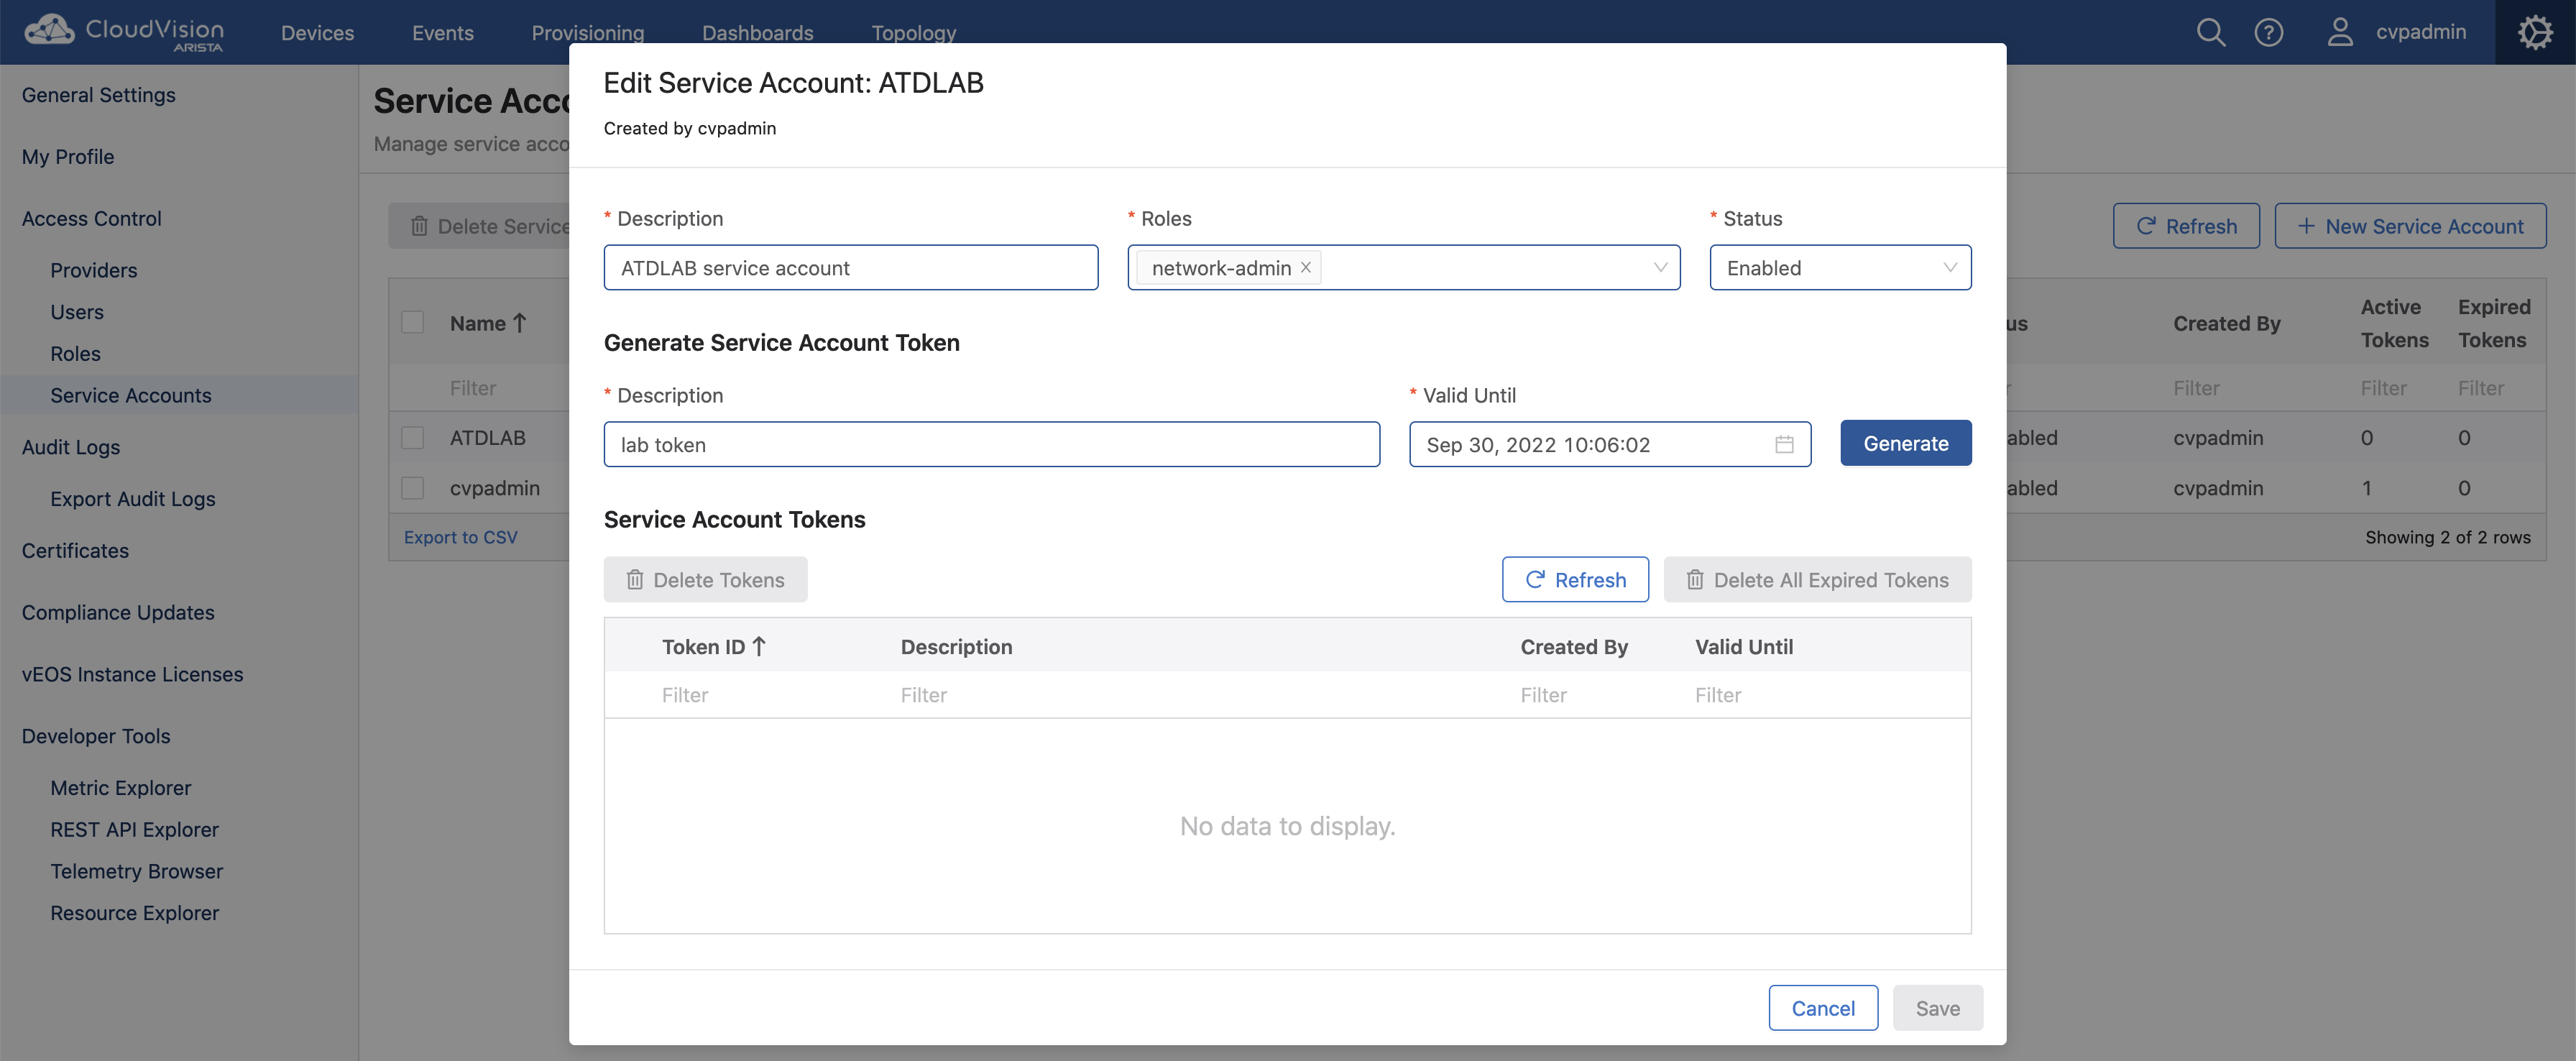 CloudVision
ARISTA
Devices
Events
Provisioning
Dashboards
Topology
cvpadmin
General Settings
My Profile
Access Control
Providers
Users
Roles
Service Accounts
Audit Logs
Export Audit Logs
Certificates
Compliance Updates
vEOS Instance Licenses
Developer Tools
Metric Explorer
REST API Explorer
Telemetry Browser
Resource Explorer
Service Acco
Manage service acco
Delete Service
Refresh
+ New Service Account
Name ↑
us
Created By
Active Tokens
Expired Tokens
Filter
Filter
Filter
Filter
ATDLAB
abled
cvpadmin
0
0
cvpadmin
abled
cvpadmin
1
0
Export to CSV
Showing 2 of 2 rows
Edit Service Account: ATDLAB
Created by cvpadmin
* Description
* Roles
* Status
ATDLAB service account
network-admin ×
Enabled
Generate Service Account Token
* Description
* Valid Until
lab token
Sep 30, 2022 10:06:02
Generate
Service Account Tokens
Delete Tokens
Refresh
Delete All Expired Tokens
Token ID ↑
Description
Created By
Valid Until
Filter
Filter
Filter
Filter
No data to display.
Cancel
Save